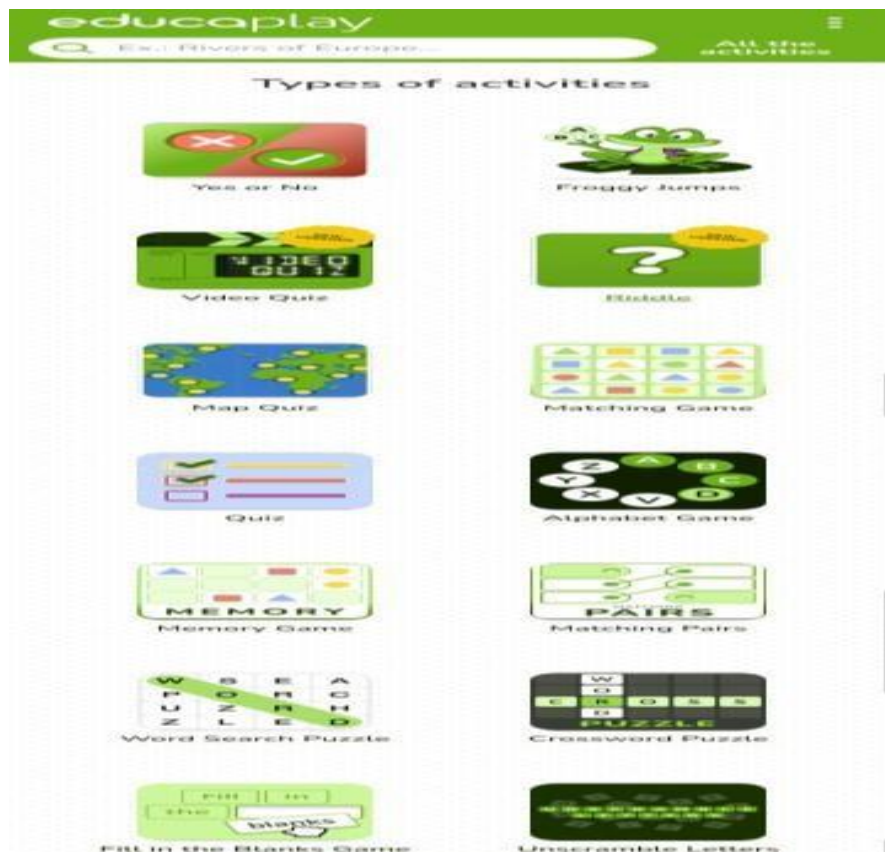 educaplay
Ex.: Rivers of Europe...
All the
activities
Types of activities
Yes or No
Froggy Jumps
VIDEO
QUIZ
Video Quiz
?
Riddle
Map Quiz
Matching Game
Quiz
Z A B
Y C
X V D
Alphabet Game
MEMORY
Memory Game
PAIRS
Matching Pairs
W S E A
P O R C
U Z R H
Z L E D
Word Search Puzzle
W
O
C R O S S
D
PUZZLE
Crossword Puzzle
Fill in
the
blanks
Fill in the Blanks Game
Unscramble Letters